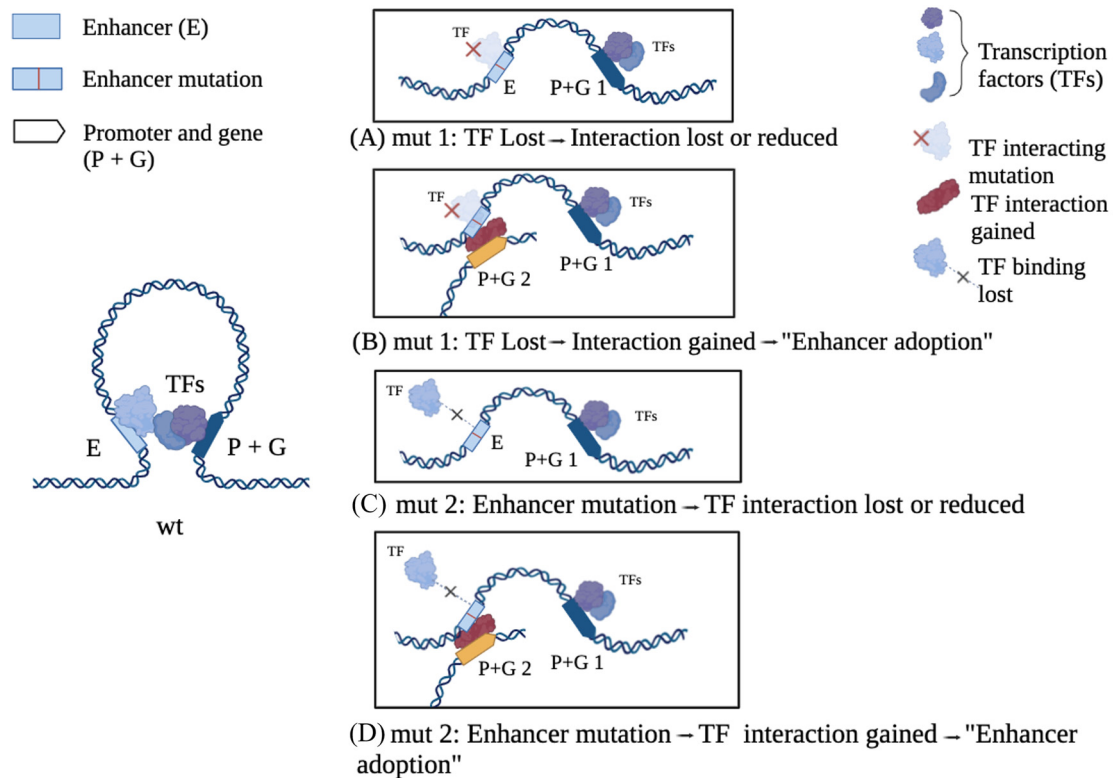 Enhancer (E)
Enhancer mutation
Promoter and gene
(P + G)
TFs
E
P + G
wt
TF
TFs
E
P+G 1
(A) mut 1: TF Lost → Interaction lost or reduced
TF
TFs
P+G 2
P+G 1
(B) mut 1: TF Lost → Interaction gained → "Enhancer adoption"
TF
TFs
E
P+G 1
(C) mut 2: Enhancer mutation → TF interaction lost or reduced
TF
TFs
P+G 2
P+G 1
(D) mut 2: Enhancer mutation → TF interaction gained → "Enhancer
adoption"
Transcription
factors (TFs)
TF interacting
mutation
TF interaction
gained
TF binding
lost